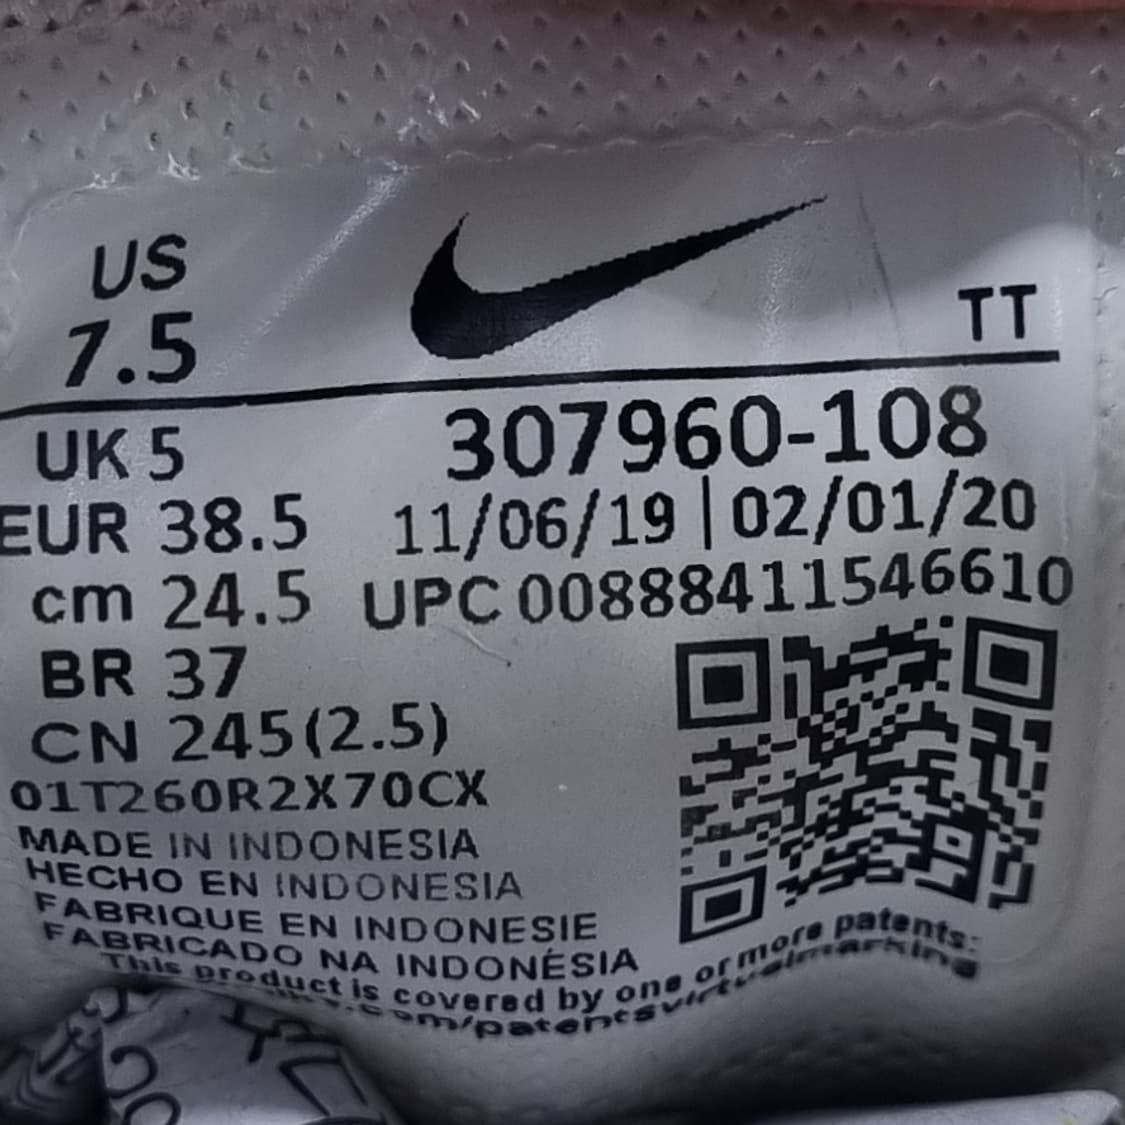 US
7.5
TT
UK 5
307960-108
EUR 38.5
11/06/19 | 02/01/20
cm 24.5
UPC 00888411546610
BR 37
CN 245(2.5)
01T260R2X70CX
MADE IN INDONESIA
HECHO EN INDONESIA
FABRIQUE EN INDONESIE
FABRICADO NA INDONÉSIA
This product is covered by one or more patents:
.com/patentsvirtualmarking